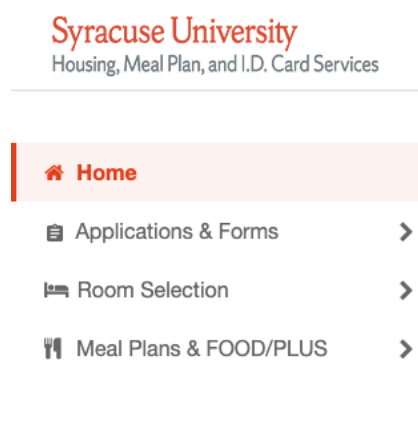 Syracuse University
Housing, Meal Plan, and I.D. Card Services
Home
Applications & Forms
Room Selection
Meal Plans & FOOD/PLUS